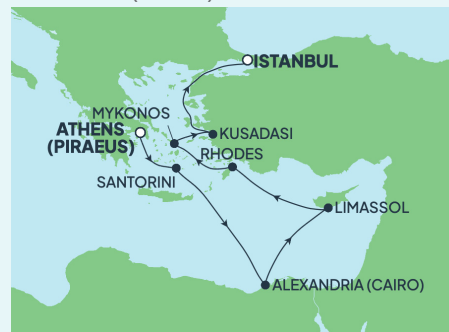 ISTANBUL
MYKONOS
ATHENS
(PIRAEUS)
KUSADASI
RHODES
SANTORINI
LIMASSOL
ALEXANDRIA (CAIRO)